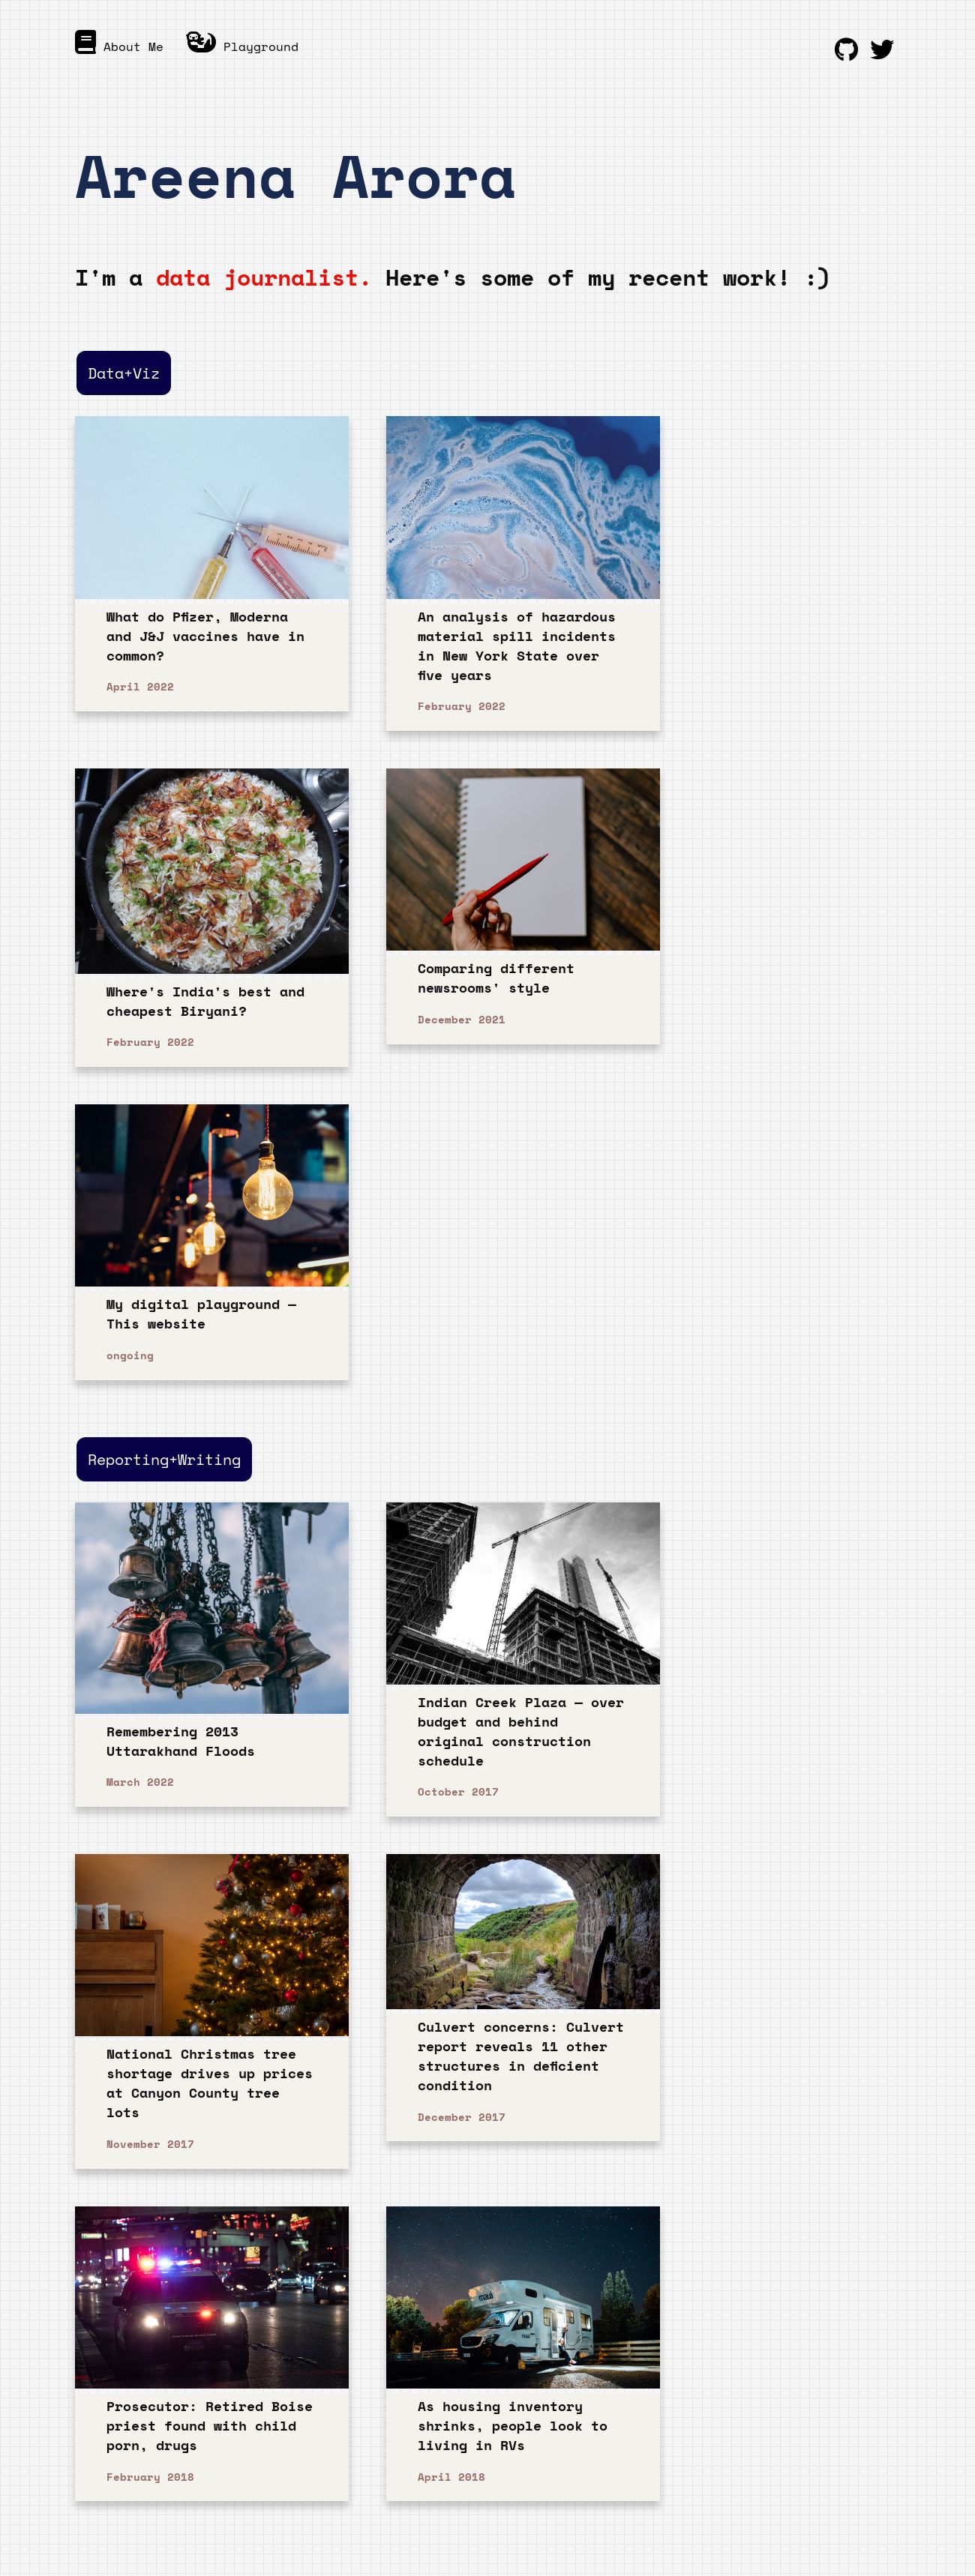 About Me
Playground
Areena Arora
I'm a data journalist. Here's some of my recent work! :)
Data+Viz
What do Pfizer, Moderna
and J&J vaccines have in
common?
April 2022
An analysis of hazardous
material spill incidents
in New York State over
five years
February 2022
Where's India's best and
cheapest Biryani?
February 2022
Comparing different
newsrooms' style
December 2021
My digital playground —
This website
ongoing
Reporting+Writing
Remembering 2013
Uttarakhand Floods
March 2022
Indian Creek Plaza — over
budget and behind
original construction
schedule
October 2017
National Christmas tree
shortage drives up prices
at Canyon County tree
lots
November 2017
Culvert concerns: Culvert
report reveals 11 other
structures in deficient
condition
December 2017
Prosecutor: Retired Boise
priest found with child
porn, drugs
February 2018
maui
As housing inventory
shrinks, people look to
living in RVs
April 2018